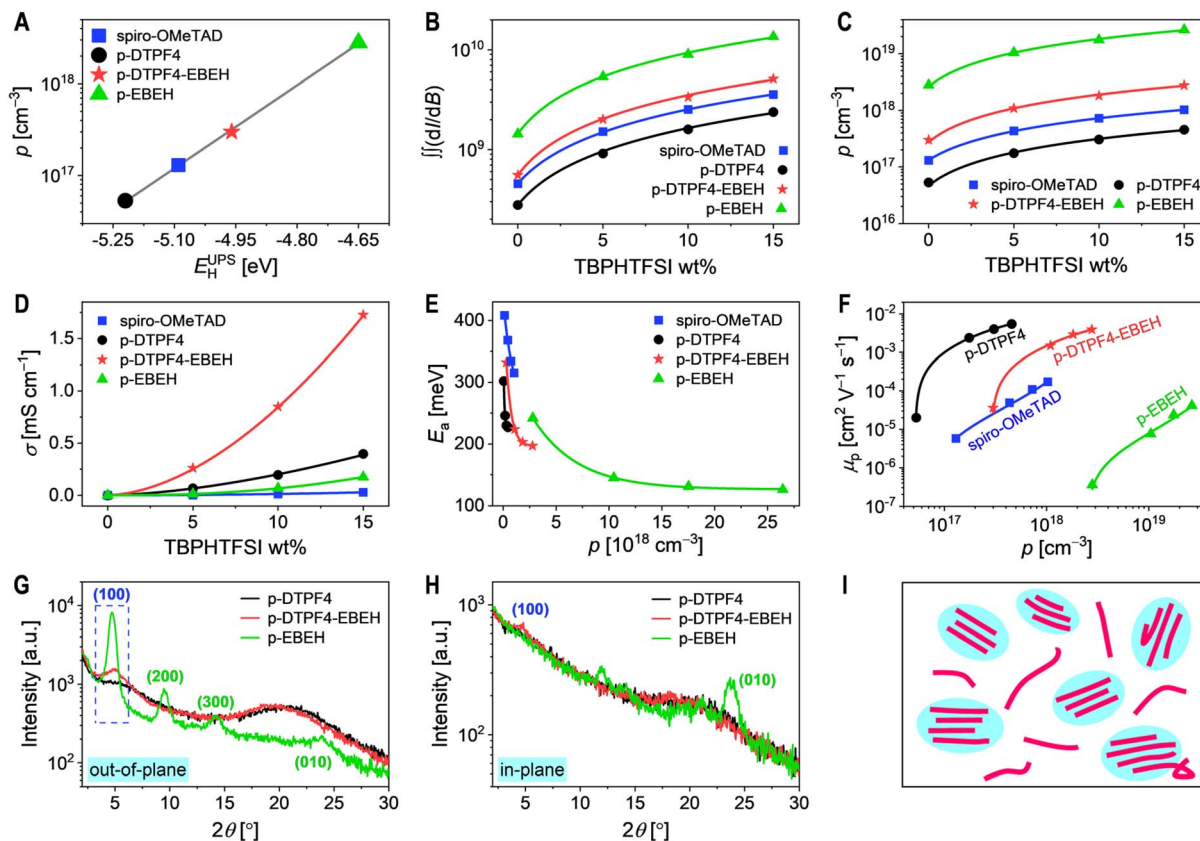 A
spiro-OMeTAD
p-DTPF4
p-DTPF4-EBEH
p-EBEH
p [cm⁻³]
10¹⁸
10¹⁷
-5.25 -5.10 -4.95 -4.80 -4.65
E_H^UPS [eV]
B
∬(dI/dB)
10¹⁰
10⁹
spiro-OMeTAD
p-DTPF4
p-DTPF4-EBEH
p-EBEH
0 5 10 15
TBPHTFSI wt%
C
p [cm⁻³]
10¹⁹
10¹⁸
10¹⁷
10¹⁶
spiro-OMeTAD p-DTPF4
p-DTPF4-EBEH p-EBEH
0 5 10 15
TBPHTFSI wt%
D
σ [mS cm⁻¹]
1.5
1.0
0.5
0.0
spiro-OMeTAD
p-DTPF4
p-DTPF4-EBEH
p-EBEH
0 5 10 15
TBPHTFSI wt%
E
E_a [meV]
400
300
200
100
spiro-OMeTAD
p-DTPF4
p-DTPF4-EBEH
p-EBEH
0 5 10 15 20 25
p [10¹⁸ cm⁻³]
F
μ_p [cm² V⁻¹ s⁻¹]
10⁻²
10⁻³
10⁻⁴
10⁻⁵
10⁻⁶
10⁻⁷
p-DTPF4
p-DTPF4-EBEH
spiro-OMeTAD
p-EBEH
10¹⁷ 10¹⁸ 10¹⁹
p [cm⁻³]
G
Intensity [a.u.]
10⁴
10³
10²
(100)
p-DTPF4
p-DTPF4-EBEH
p-EBEH
(200)
(300)
(010)
out-of-plane
5 10 15 20 25 30
2θ [°]
H
Intensity [a.u.]
10³
10²
(100)
p-DTPF4
p-DTPF4-EBEH
p-EBEH
(010)
in-plane
5 10 15 20 25 30
2θ [°]
I